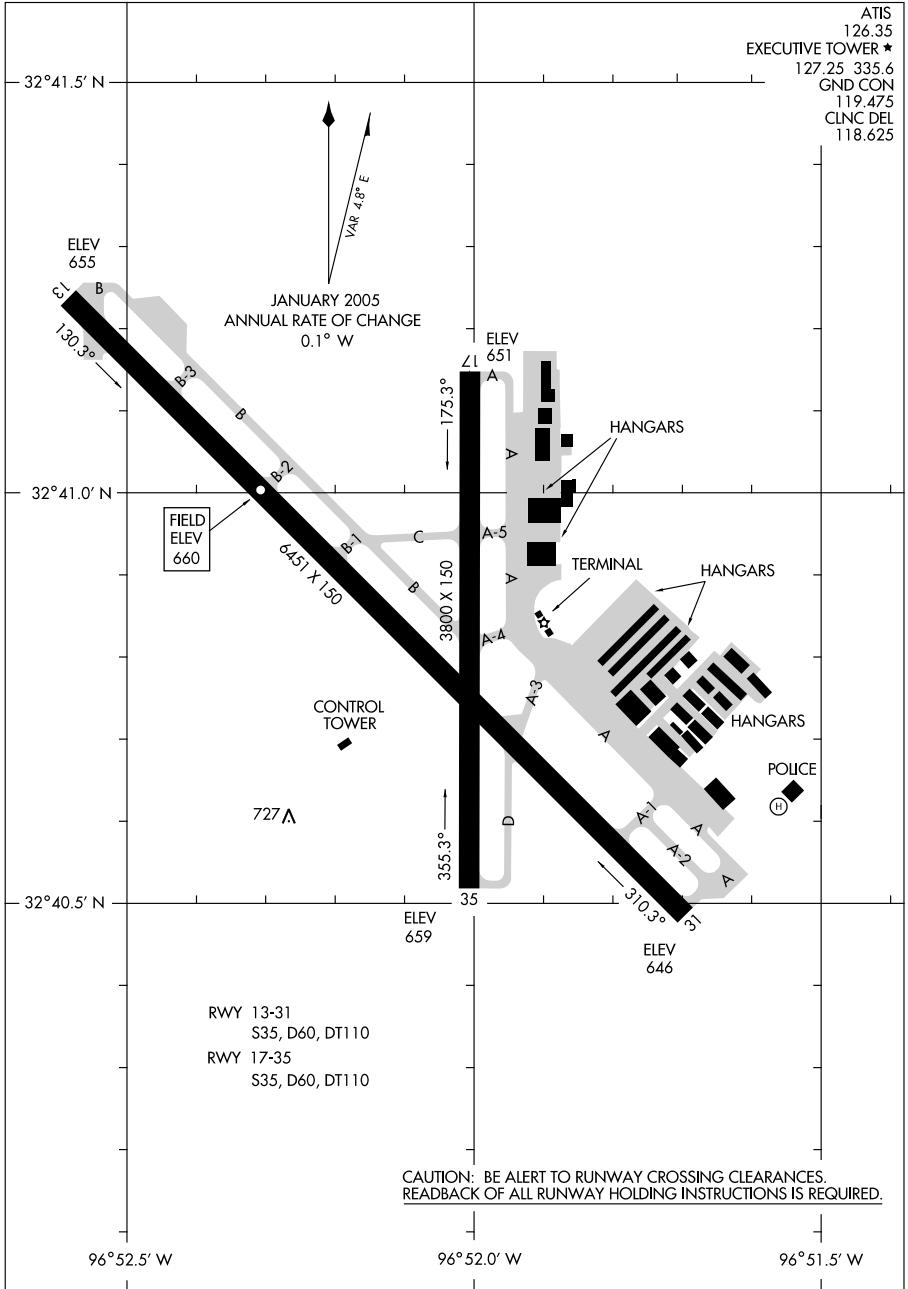 ATIS
126.35
EXECUTIVE TOWER ★
127.25 335.6
GND CON
119.475
CLNC DEL
118.625
32°41.5' N
VAR 4.8° E
JANUARY 2005
ANNUAL RATE OF CHANGE
0.1° W
ELEV
655
13
B
130.3°
B-3
B
B-2
ELEV
651
17
A
175.3°
A
HANGARS
32°41.0' N
FIELD
ELEV
660
6451 X 150
B-1
C
A-5
B
3800 X 150
A
TERMINAL
HANGARS
A-4
A-3
CONTROL
TOWER
A
HANGARS
POLICE
H
727
355.3°
D
A-1
A
A-2
A
310.3°
31
32°40.5' N
35
ELEV
659
ELEV
646
RWY 13-31
S35, D60, DT110
RWY 17-35
S35, D60, DT110
CAUTION: BE ALERT TO RUNWAY CROSSING CLEARANCES.
READBACK OF ALL RUNWAY HOLDING INSTRUCTIONS IS REQUIRED.
96°52.5' W
96°52.0' W
96°51.5' W